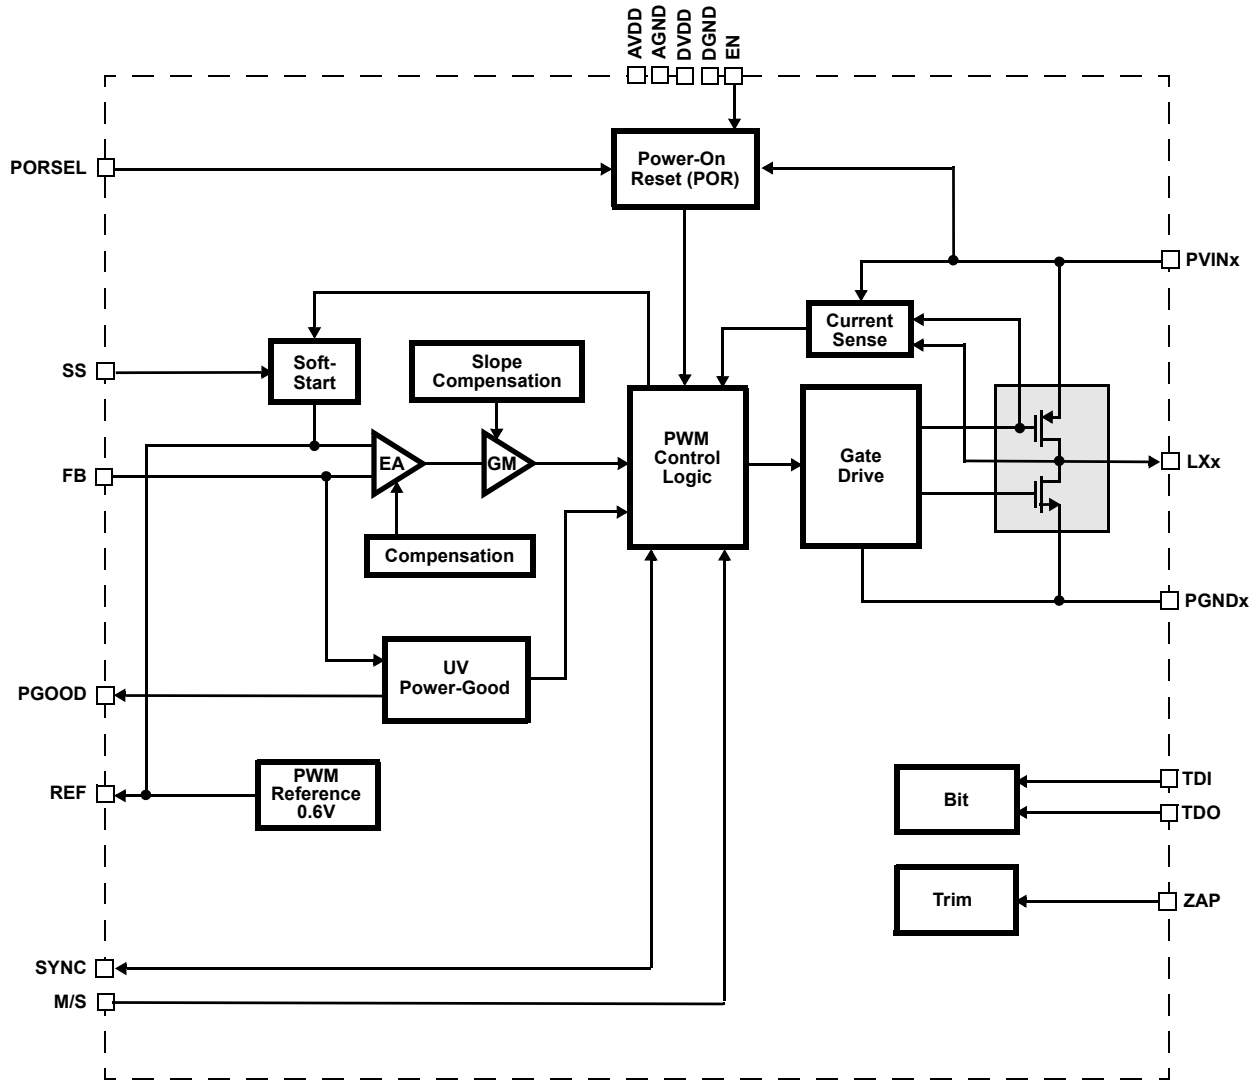 AVDD
AGND
DVDD
DGND
EN
PORSEL
Power-On
Reset (POR)
PVINx
Current
Sense
SS
Soft-
Start
Slope
Compensation
PWM
Control
Logic
Gate
Drive
EA
GM
FB
LXx
Compensation
PGNDx
UV
Power-Good
PGOOD
REF
PWM
Reference
0.6V
Bit
TDI
TDO
Trim
ZAP
SYNC
M/S